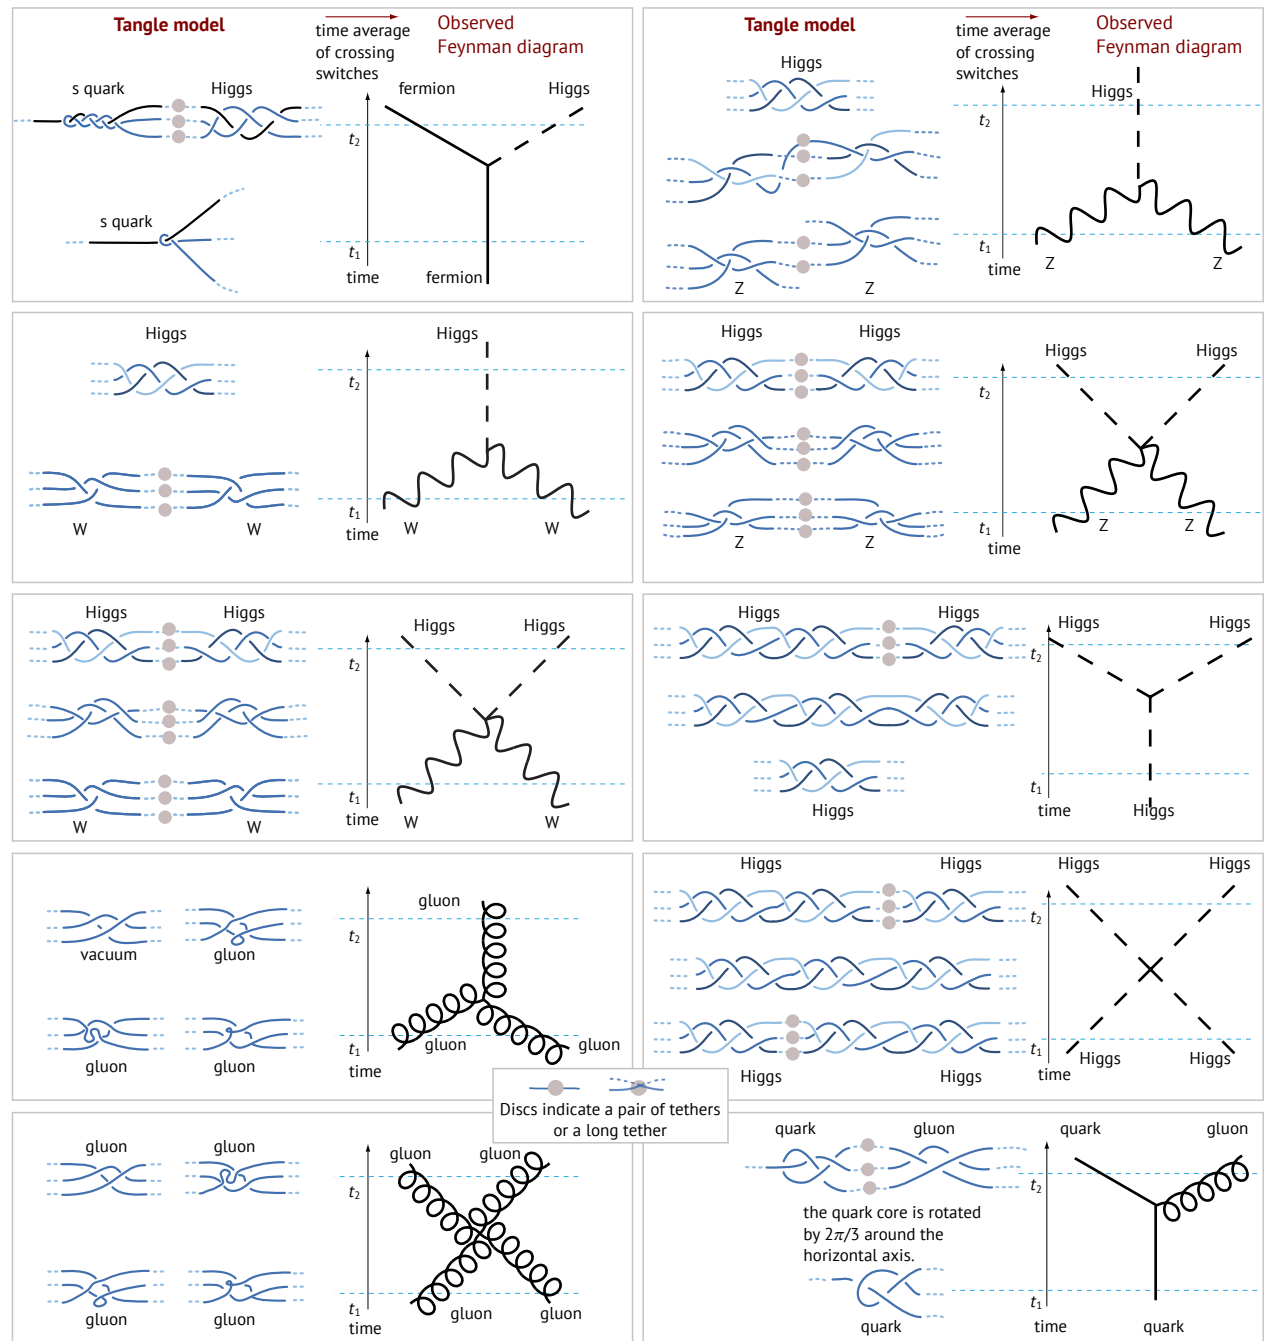 Tangle model
time average
of crossing
switches
Observed
Feynman diagram
s quark
Higgs
fermion
Higgs
t2
s quark
t1
time
fermion
Tangle model
time average
of crossing
switches
Observed
Feynman diagram
Higgs
Higgs
t2
t1
time
Z
Z
Z
Z
Higgs
Higgs
t2
t1
time
W
W
W
W
Higgs
Higgs
Higgs
Higgs
t2
t1
time
Z
Z
Z
Z
Higgs
Higgs
Higgs
Higgs
t2
t1
time
W
W
W
W
Higgs
Higgs
Higgs
Higgs
t2
t1
time
Higgs
Higgs
gluon
t2
vacuum
gluon
t1
time
gluon
gluon
gluon
gluon
Higgs
Higgs
Higgs
Higgs
t2
t1
time
Higgs
Higgs
Higgs
Higgs
Discs indicate a pair of tethers
or a long tether
gluon
gluon
gluon
gluon
t2
t1
time
gluon
gluon
gluon
gluon
quark
gluon
quark
gluon
t2
the quark core is rotated
by 2π/3 around the
horizontal axis.
t1
time
quark
quark